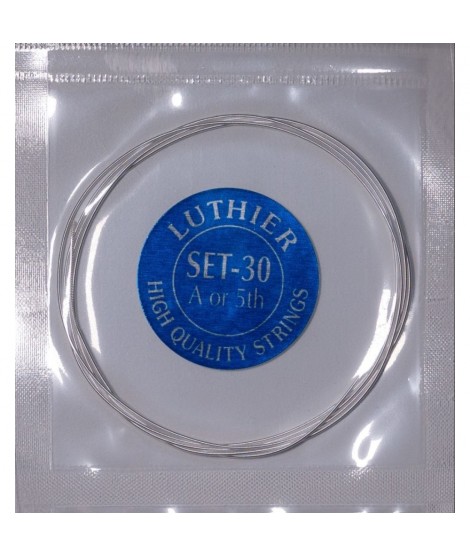 LUTHIER
SET-30
A or 5th
HIGH QUALITY STRINGS